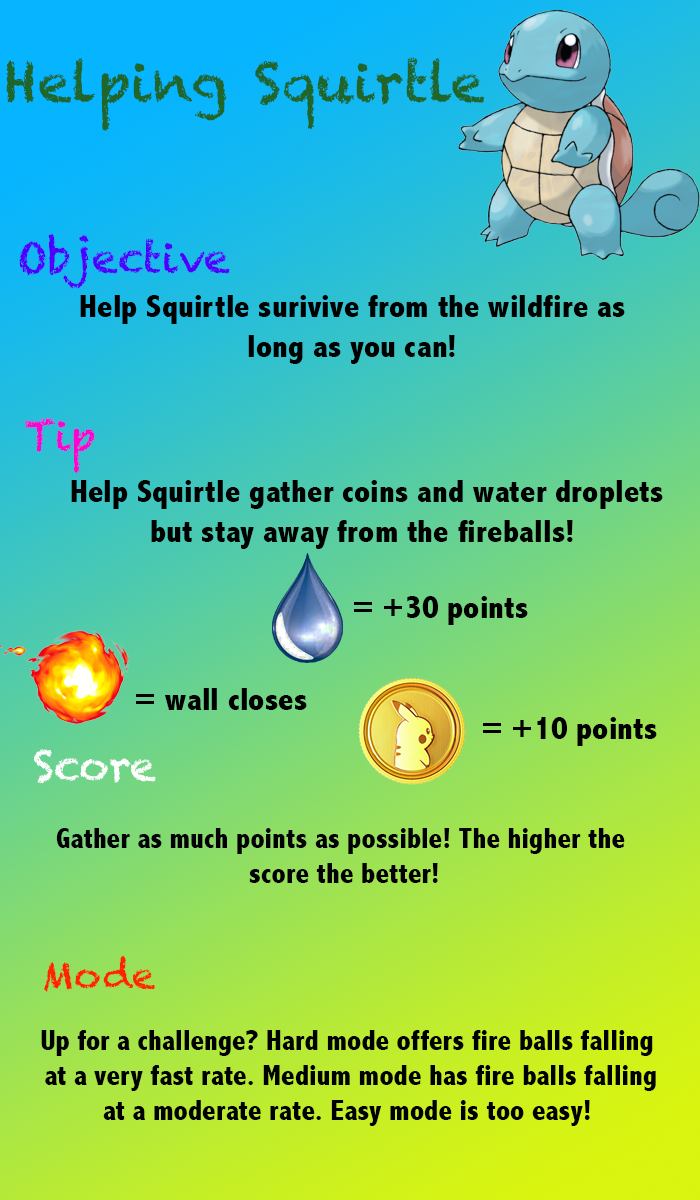 Helping Squirtle
Objective
Help Squirtle surivive from the wildfire as
long as you can!
Tip
Help Squirtle gather coins and water droplets
but stay away from the fireballs!
= +30 points
= wall closes
= +10 points
Score
Gather as much points as possible! The higher the
score the better!
Mode
Up for a challenge? Hard mode offers fire balls falling
at a very fast rate. Medium mode has fire balls falling
at a moderate rate. Easy mode is too easy!